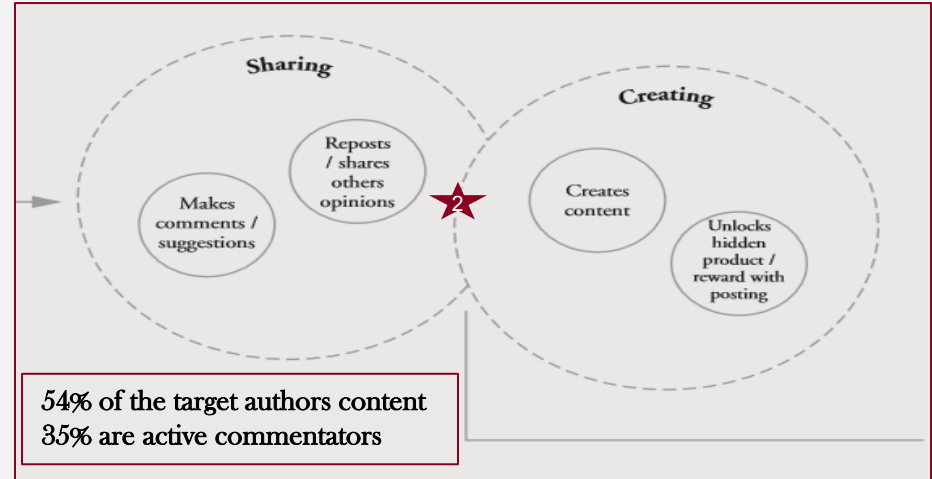 Sharing
Makes
comments /
suggestions
Reposts
/ shares
others
opinions
2
Creating
Creates
content
Unlocks
hidden
product /
reward with
posting
54% of the target authors content
35% are active commentators